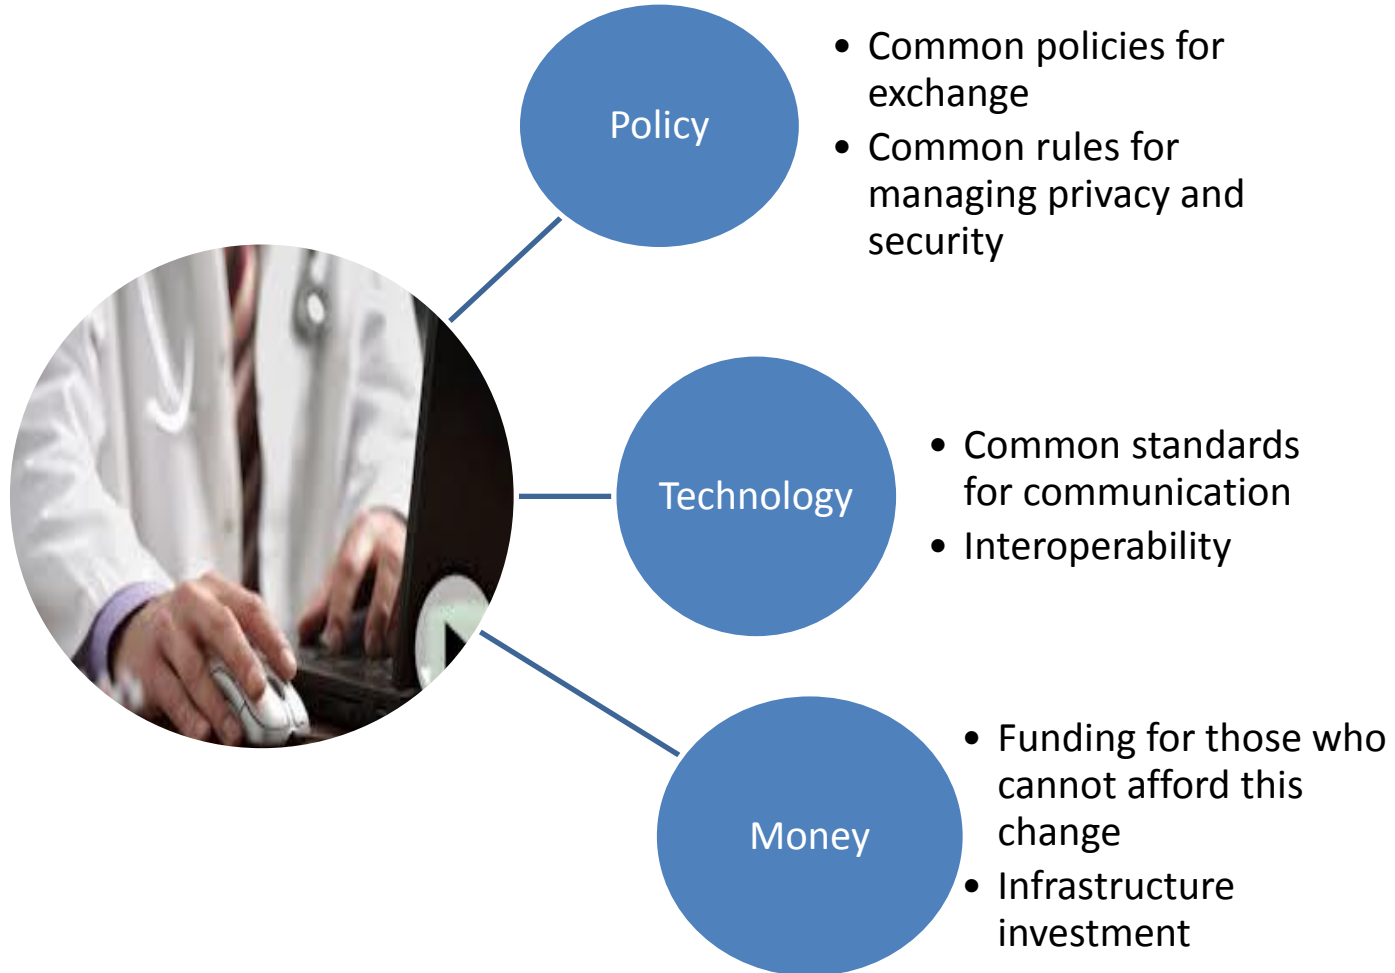 Policy
• Common policies for
exchange
• Common rules for
managing privacy and
security
Technology
• Common standards
for communication
• Interoperability
Money
• Funding for those who
cannot afford this
change
• Infrastructure
investment